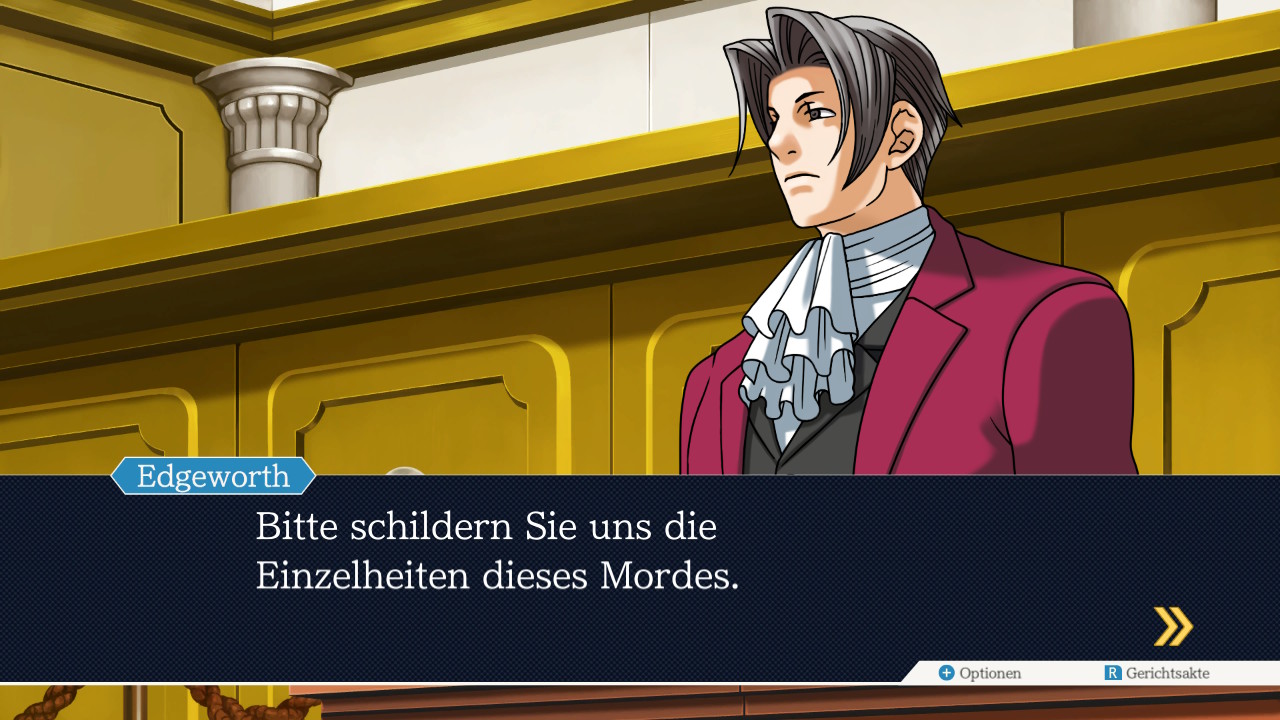 Edgeworth
Bitte schildern Sie uns die
Einzelheiten dieses Mordes.
Optionen
R Gerichtsakte